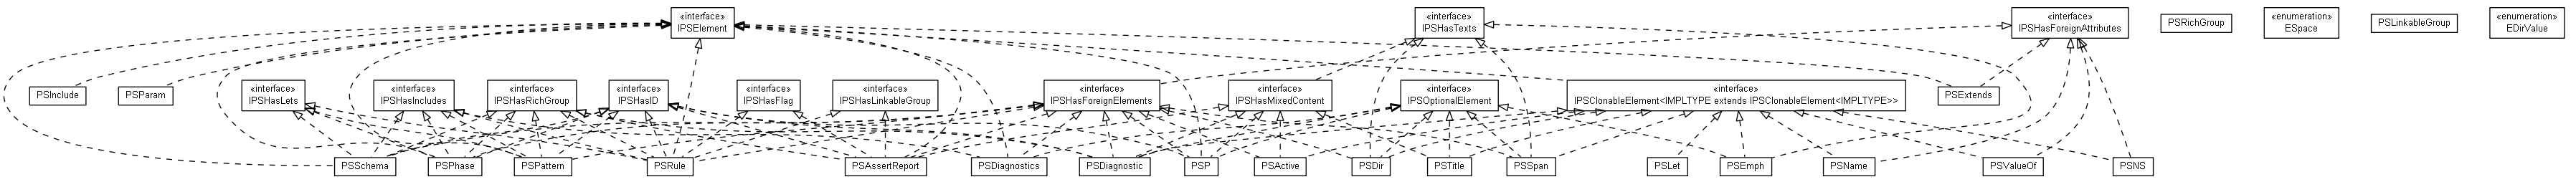 «interface»
IPSElement
«interface»
IPSHasTexts
«interface»
IPSHasForeignAttributes
PSRichGroup
«enumeration»
ESpace
PSLinkableGroup
«enumeration»
EDirValue
PSInclude
PSParam
«interface»
IPSHasLets
«interface»
IPSHasIncludes
«interface»
IPSHasRichGroup
«interface»
IPSHasID
«interface»
IPSHasFlag
«interface»
IPSHasLinkableGroup
«interface»
IPSHasForeignElements
«interface»
IPSHasMixedContent
«interface»
IPSOptionalElement
«interface»
IPSClonableElement<IMPLTYPE extends IPSClonableElement<IMPLTYPE>>
PSExtends
PSSchema
PSPhase
PSPattern
PSRule
PSAssertReport
PSDiagnostics
PSDiagnostic
PSP
PSActive
PSDir
PSTitle
PSSpan
PSLet
PSEmph
PSName
PSValueOf
PSNS